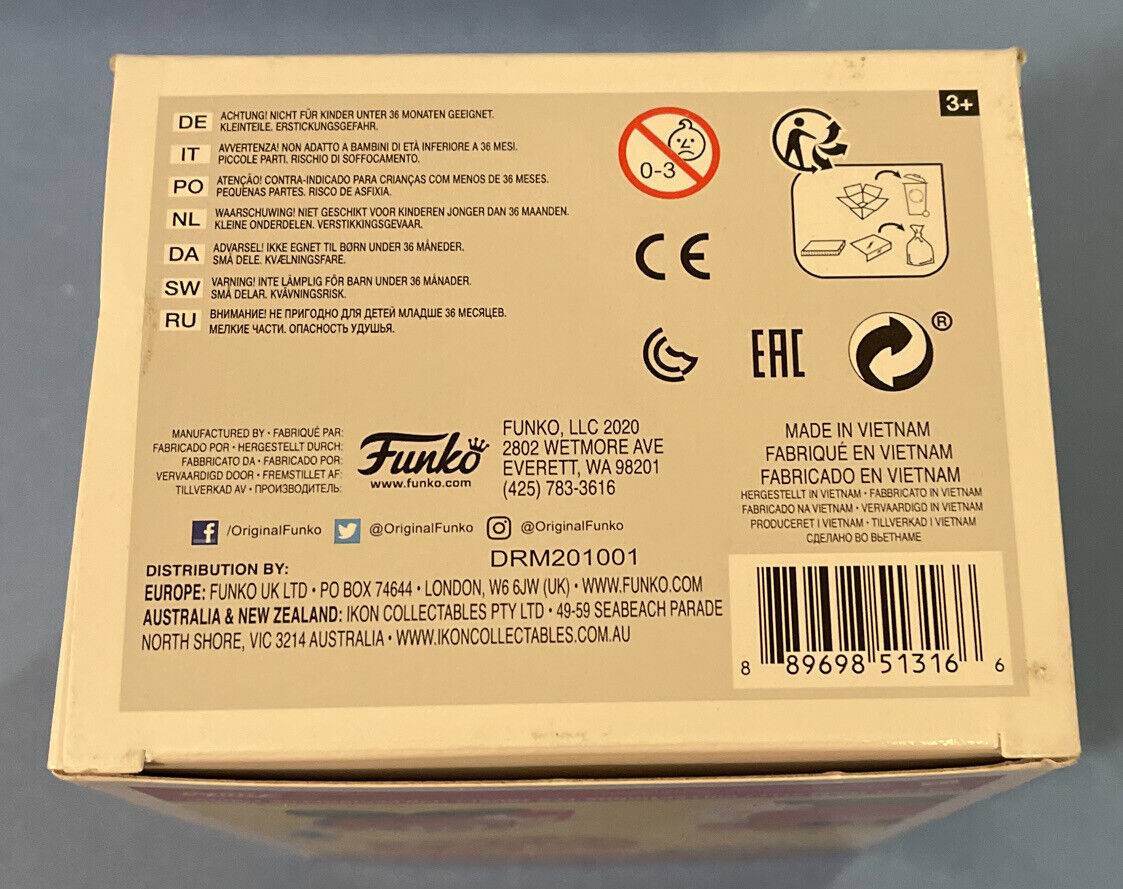 3+
DE ACHTUNG! NICHT FÜR KINDER UNTER 36 MONATEN GEEIGNET.
KLEINTEILE. ERSTICKUNGSGEFAHR.
IT AVVERTENZA! NON ADATTO A BAMBINI DI ETÀ INFERIORE A 36 MESI.
PICCOLE PARTI. RISCHIO DI SOFFOCAMENTO.
PO ATENÇÃO! CONTRA-INDICADO PARA CRIANÇAS COM MENOS DE 36 MESES.
PEQUENAS PARTES. RISCO DE ASFIXIA.
NL WAARSCHUWING! NIET GESCHIKT VOOR KINDEREN JONGER DAN 36 MAANDEN.
KLEINE ONDERDELEN. VERSTIKKINGSGEVAAR.
DA ADVARSEL! IKKE EGNET TIL BØRN UNDER 36 MÅNEDER.
SMÅ DELE. KVÆLNINGSFARE.
SW VARNING! INTE LÄMPLIG FÖR BARN UNDER 36 MÅNADER.
SMÅ DELAR. KVÄVNINGSRISK.
RU ВНИМАНИЕ! НЕ ПРИГОДНО ДЛЯ ДЕТЕЙ МЛАДШЕ 36 МЕСЯЦЕВ.
МЕЛКИЕ ЧАСТИ. ОПАСНОСТЬ УДУШЬЯ.
0-3
CE
EAC
®
MANUFACTURED BY • FABRIQUÉ PAR:
FABRICADO POR • HERGESTELLT DURCH:
FABBRICATO DA • FABRICADO POR:
VERVAARDIGD DOOR • FREMSTILLET AF:
TILLVERKAD AV • ПРОИЗВОДИТЕЛЬ:
Funko
www.funko.com
FUNKO, LLC 2020
2802 WETMORE AVE
EVERETT, WA 98201
(425) 783-3616
MADE IN VIETNAM
FABRIQUÉ EN VIETNAM
FABRICADO EN VIETNAM
HERGESTELLT IN VIETNAM • FABBRICATO IN VIETNAM
FABRICADO NA VIETNAM • VERVAARDIGD IN VIETNAM
PRODUCERET I VIETNAM • TILLVERKAD I VIETNAM
СДЕЛАНО ВО ВЬЕТНАМЕ
f /OriginalFunko @OriginalFunko @OriginalFunko
DRM201001
DISTRIBUTION BY:
EUROPE: FUNKO UK LTD • PO BOX 74644 • LONDON, W6 6JW (UK) • WWW.FUNKO.COM
AUSTRALIA & NEW ZEALAND: IKON COLLECTABLES PTY LTD • 49-59 SEABEACH PARADE
NORTH SHORE, VIC 3214 AUSTRALIA • WWW.IKONCOLLECTABLES.COM.AU
8 89698 51316 6